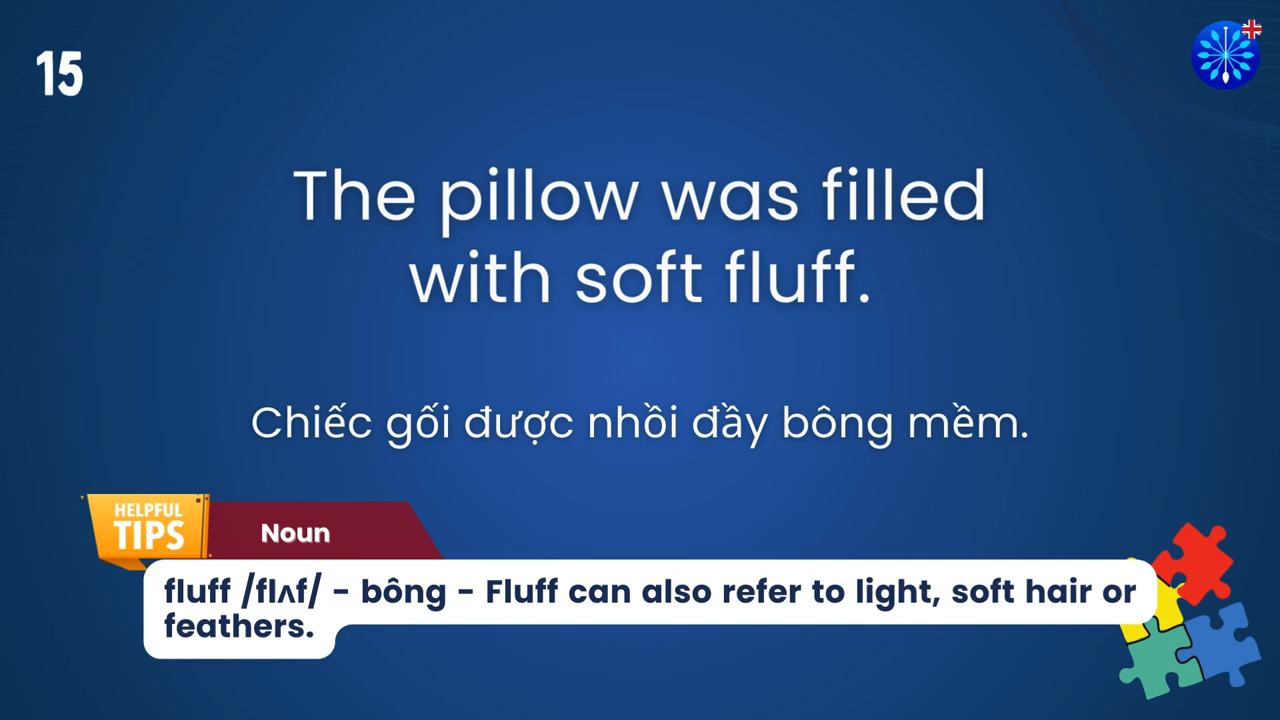 15
The pillow was filled
with soft fluff.
Chiếc gối được nhồi đầy bông mềm.
HELPFUL
TIPS
Noun
fluff /flʌf/ - bông - Fluff can also refer to light, soft hair or
feathers.